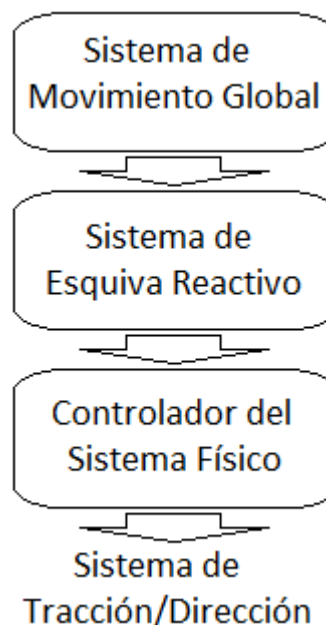 Sistema de
Movimiento Global
Sistema de
Esquiva Reactivo
Controlador del
Sistema Físico
Sistema de
Tracción/Dirección